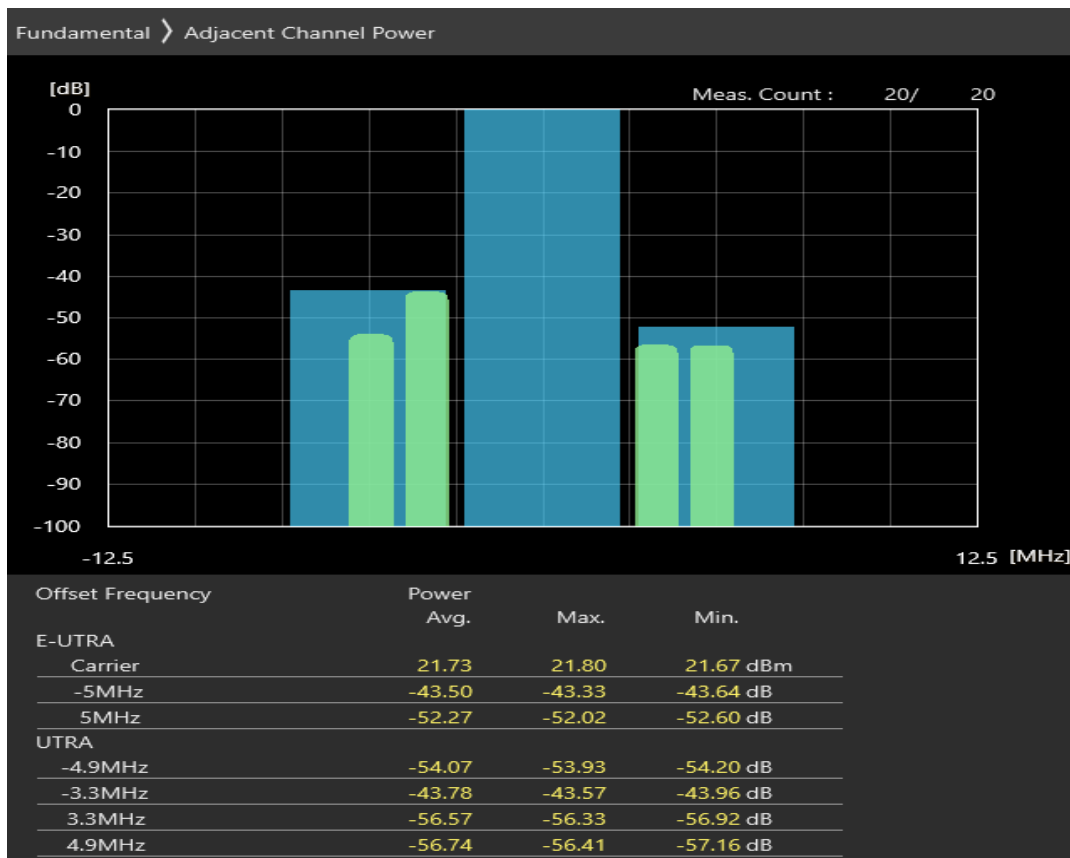 Fundamental 〉 Adjacent Channel Power
[dB]
Meas. Count : 20/ 20
0
-10
-20
-30
-40
-50
-60
-70
-80
-90
-100
-12.5 12.5 [MHz]
Offset Frequency Power
Avg. Max. Min.
E-UTRA
Carrier 21.73 21.80 21.67 dBm
-5MHz -43.50 -43.33 -43.64 dB
5MHz -52.27 -52.02 -52.60 dB
UTRA
-4.9MHz -54.07 -53.93 -54.20 dB
-3.3MHz -43.78 -43.57 -43.96 dB
3.3MHz -56.57 -56.33 -56.92 dB
4.9MHz -56.74 -56.41 -57.16 dB